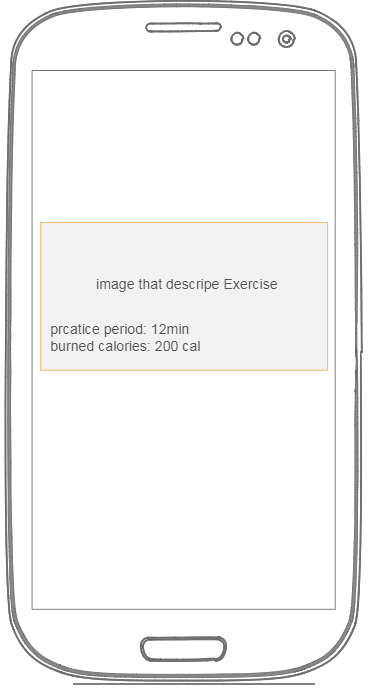 image that descripe Exercise
prcatice period: 12min
burned calories: 200 cal